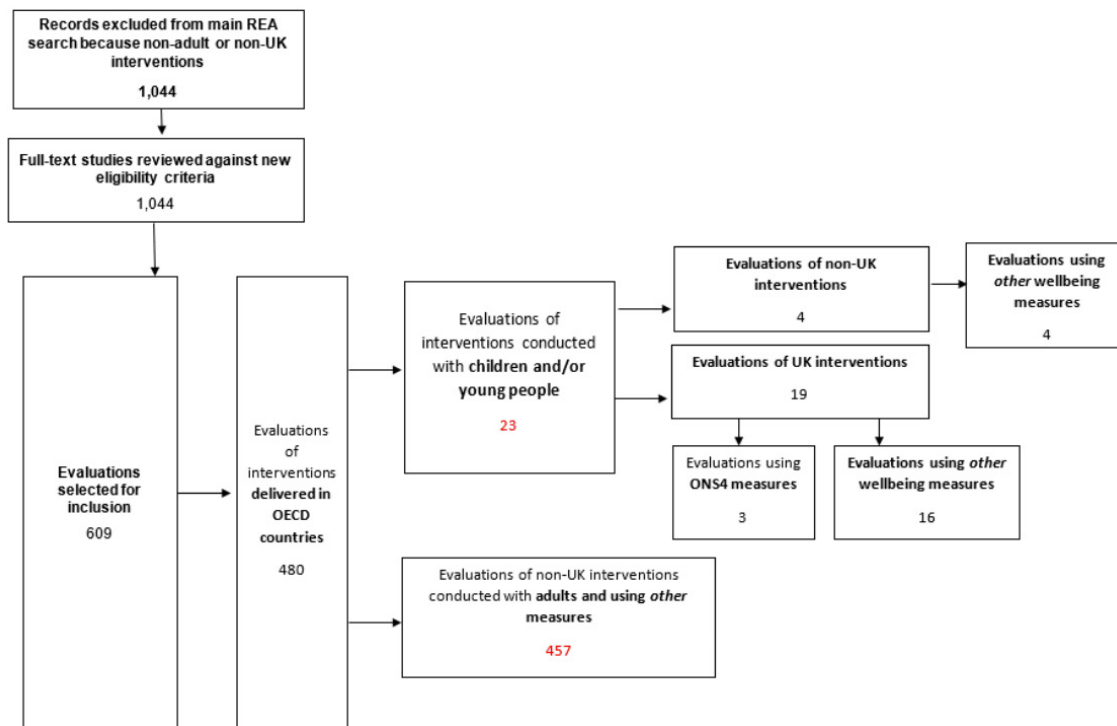 Records excluded from main REA
search because non-adult or non-UK
interventions
1,044
Full-text studies reviewed against new
eligibility criteria
1,044
Evaluations
selected for
inclusion
609
Evaluations
of
interventions
delivered in
OECD
countries
480
Evaluations of
interventions conducted
with children and/or
young people
23
Evaluations of non-UK
interventions
4
Evaluations
using
other wellbeing
measures
4
Evaluations of UK interventions
19
Evaluations using
ONS4 measures
3
Evaluations using other
wellbeing measures
16
Evaluations of non-UK interventions
conducted with adults and using other
measures
457